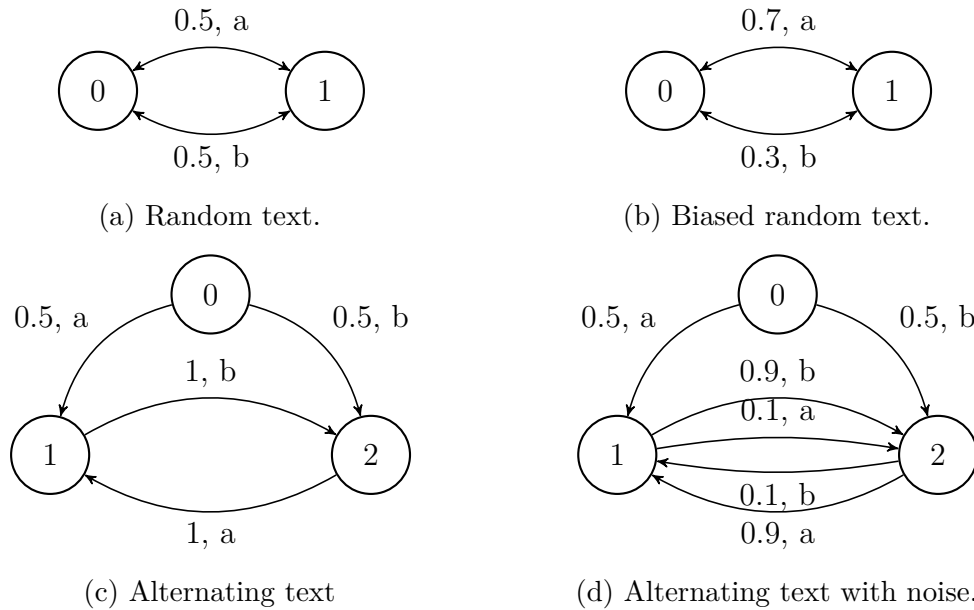 0.5, a
0
1
0.5, b
(a) Random text.
0.7, a
0
1
0.3, b
(b) Biased random text.
0
0.5, a
0.5, b
1, b
1
2
1, a
(c) Alternating text
0
0.5, a
0.5, b
0.9, b
0.1, a
1
2
0.1, b
0.9, a
(d) Alternating text with noise.